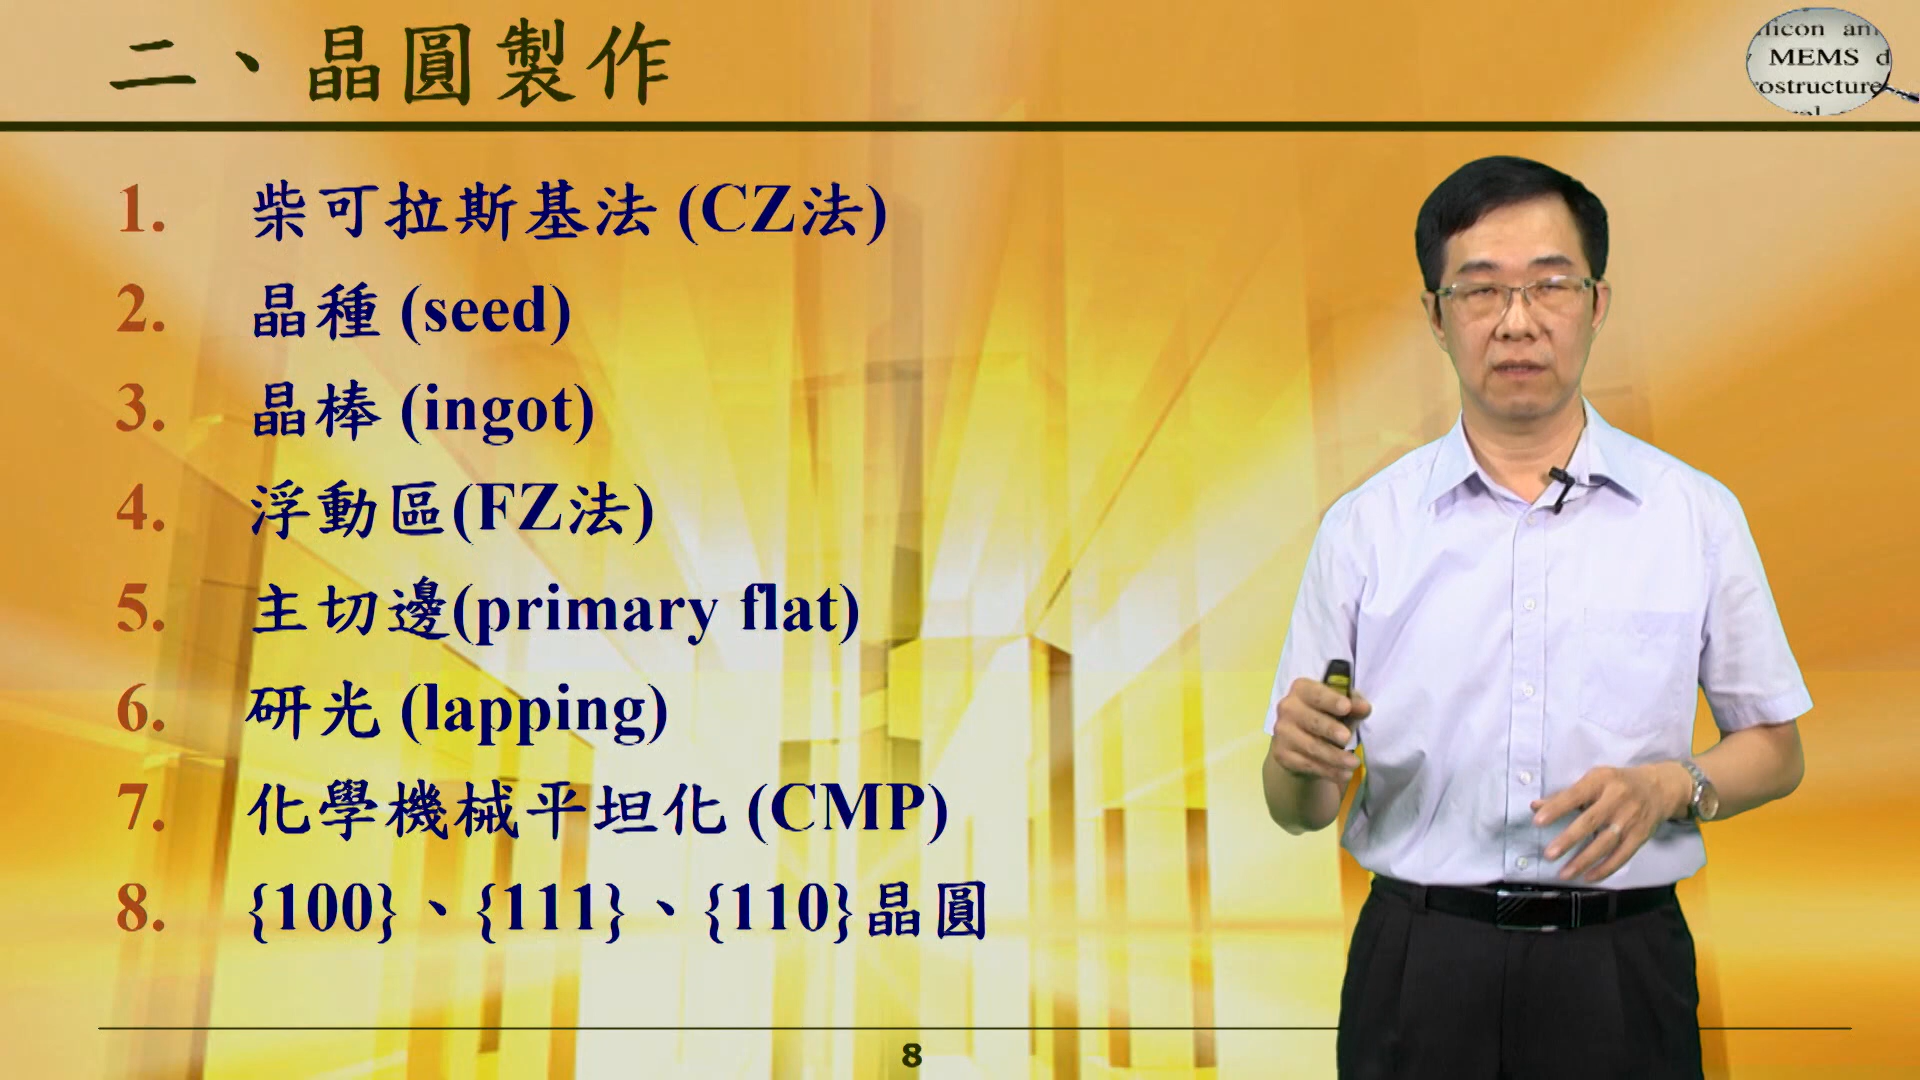 二、晶圓製作
licon an
MEMS d
ostructure
1. 柴可拉斯基法 (CZ法)
2. 晶種 (seed)
3. 晶棒 (ingot)
4. 浮動區(FZ法)
5. 主切邊(primary flat)
6. 研光 (lapping)
7. 化學機械平坦化 (CMP)
8. {100}、{111}、{110}晶圓
8